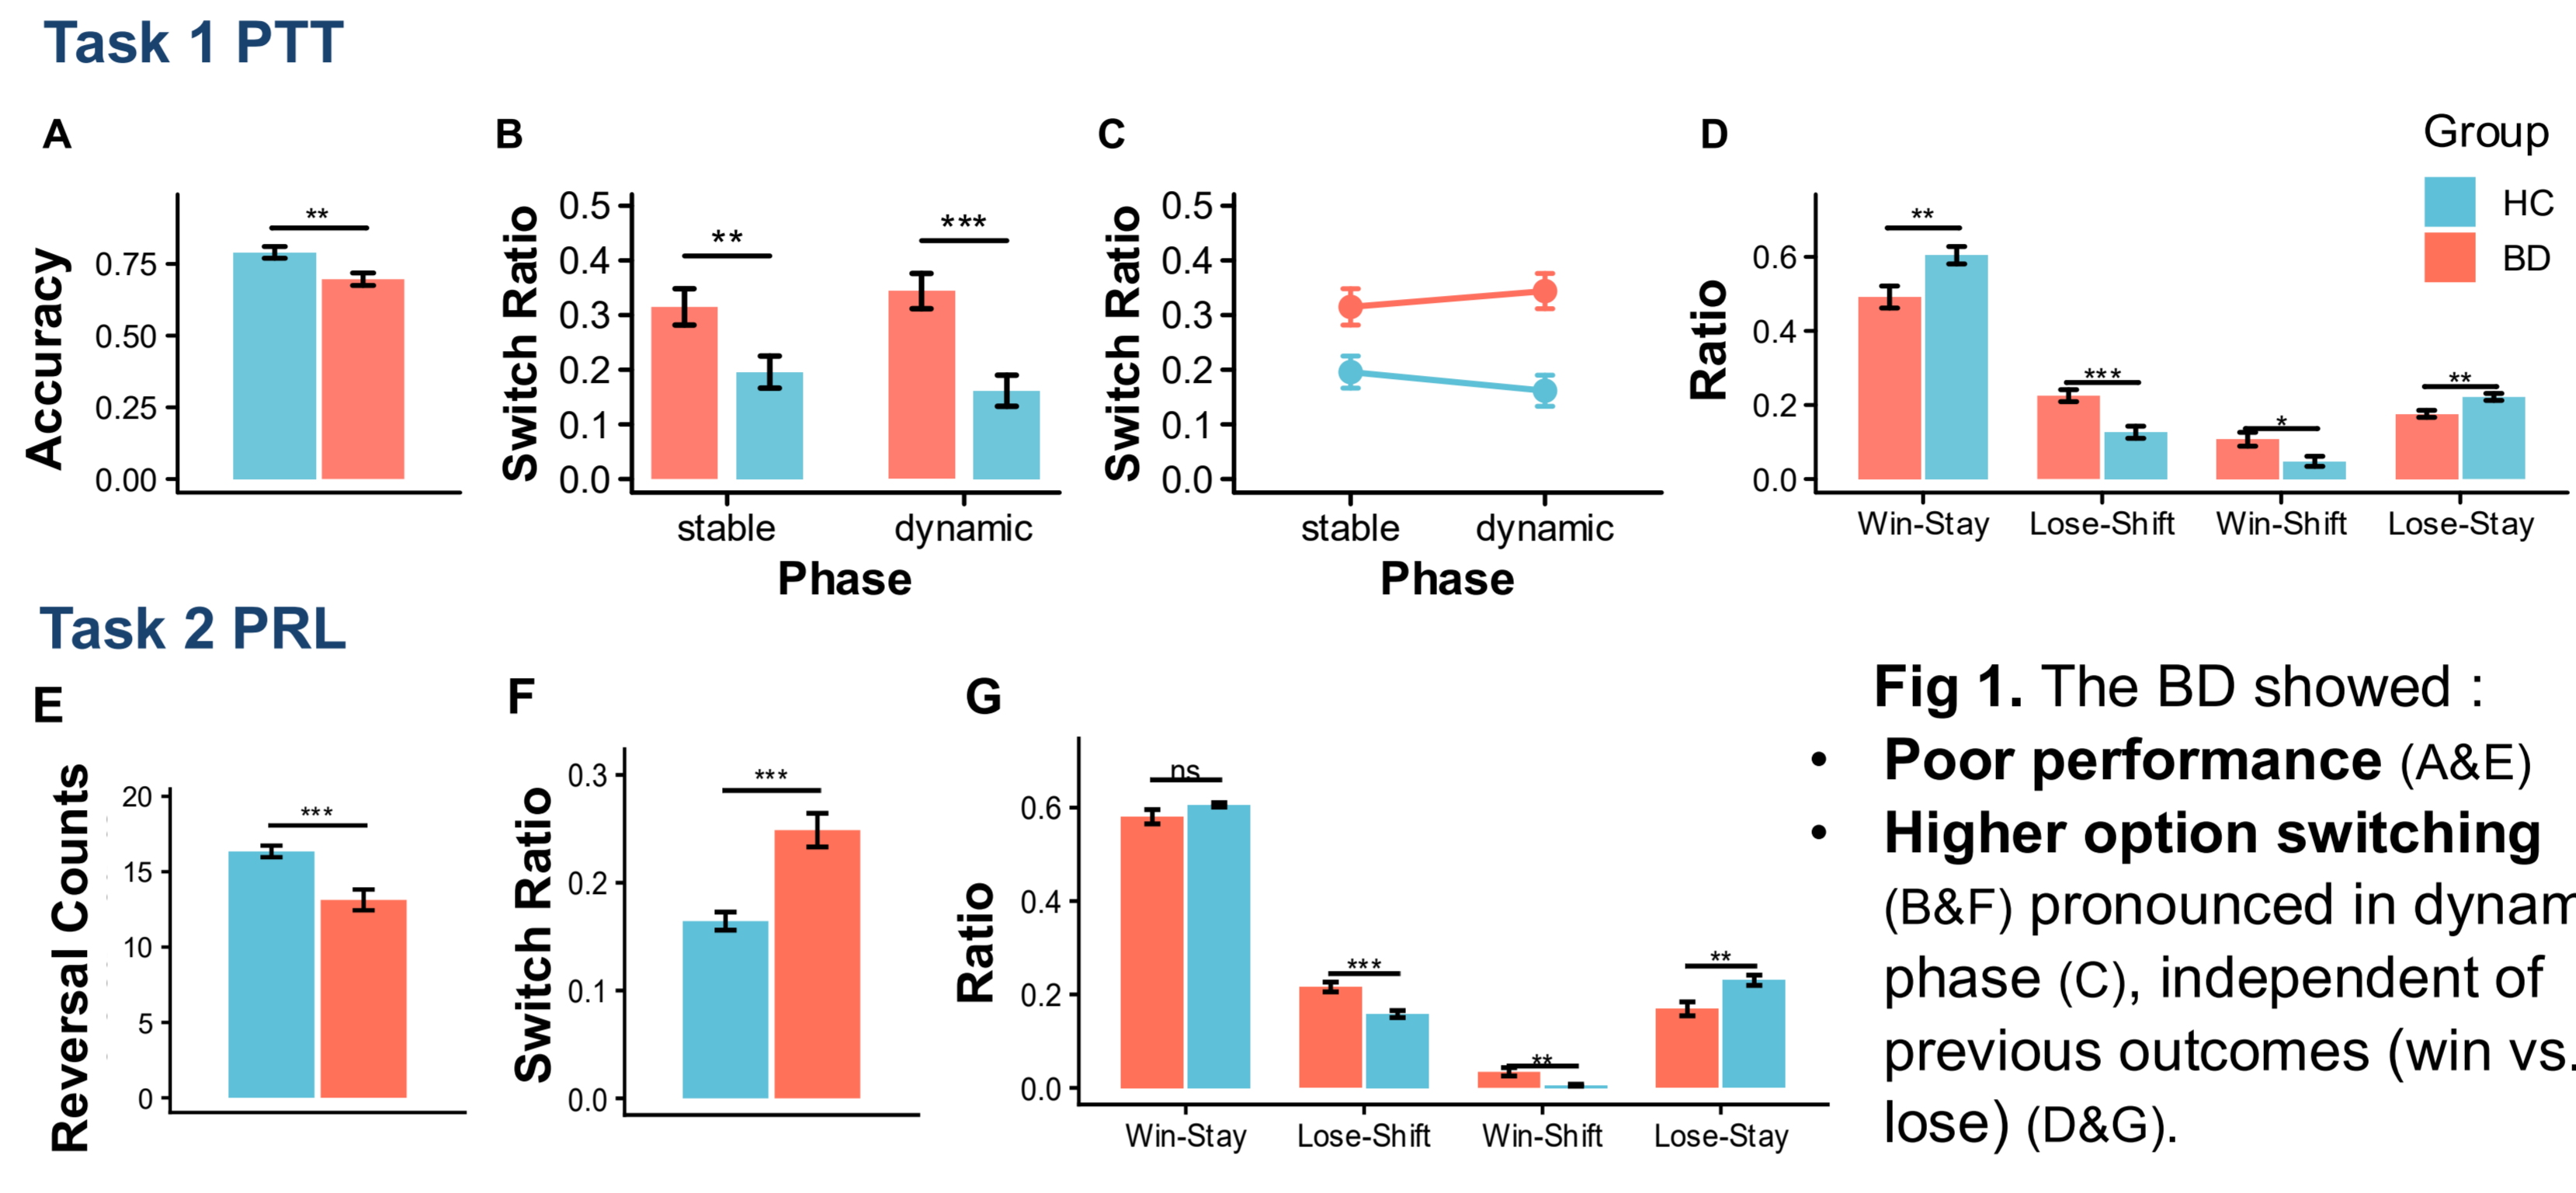 Task 1 PTT
A
B
C
D
Group
HC
BD
Accuracy
0.75
0.50
0.25
0.00
**
Switch Ratio
0.5
0.4
0.3
0.2
0.1
0.0
**
***
stable
dynamic
Phase
Switch Ratio
0.5
0.4
0.3
0.2
0.1
0.0
stable
dynamic
Phase
Ratio
0.6
0.4
0.2
0.0
**
***
*
**
Win-Stay
Lose-Shift
Win-Shift
Lose-Stay
Task 2 PRL
E
F
G
Reversal Counts
20
15
10
5
0
***
Switch Ratio
0.3
0.2
0.1
0.0
***
Ratio
0.6
0.4
0.2
0.0
ns
***
**
**
Win-Stay
Lose-Shift
Win-Shift
Lose-Stay
Fig 1. The BD showed :
• Poor performance (A&E)
• Higher option switching
(B&F) pronounced in dynam
phase (C), independent of
previous outcomes (win vs.
lose) (D&G).